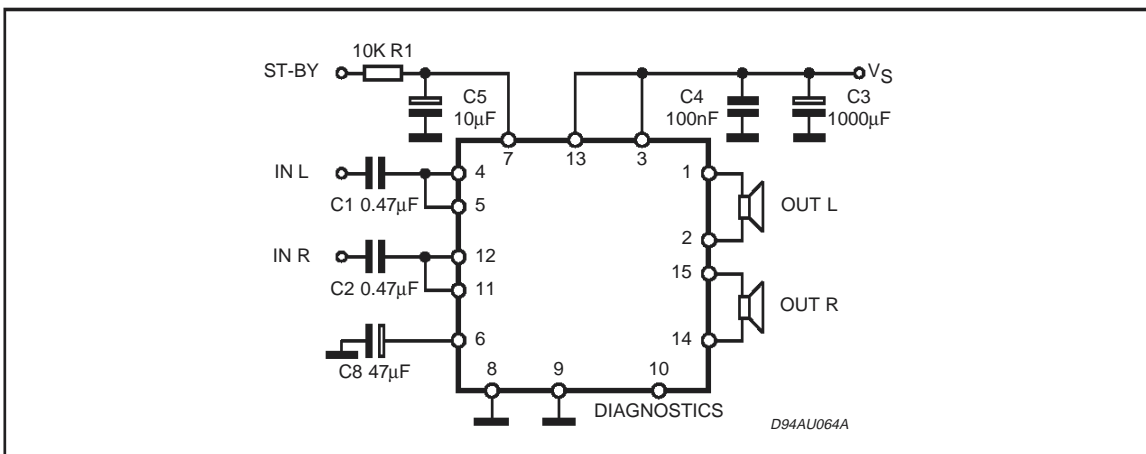 10K R1
ST-BY
C5
10μF
C4
100nF
C3
1000μF
VS
7
13
3
IN L
C1 0.47μF
4
5
1
2
OUT L
IN R
C2 0.47μF
12
11
15
14
OUT R
C8 47μF
6
8
9
10
DIAGNOSTICS
D94AU064A